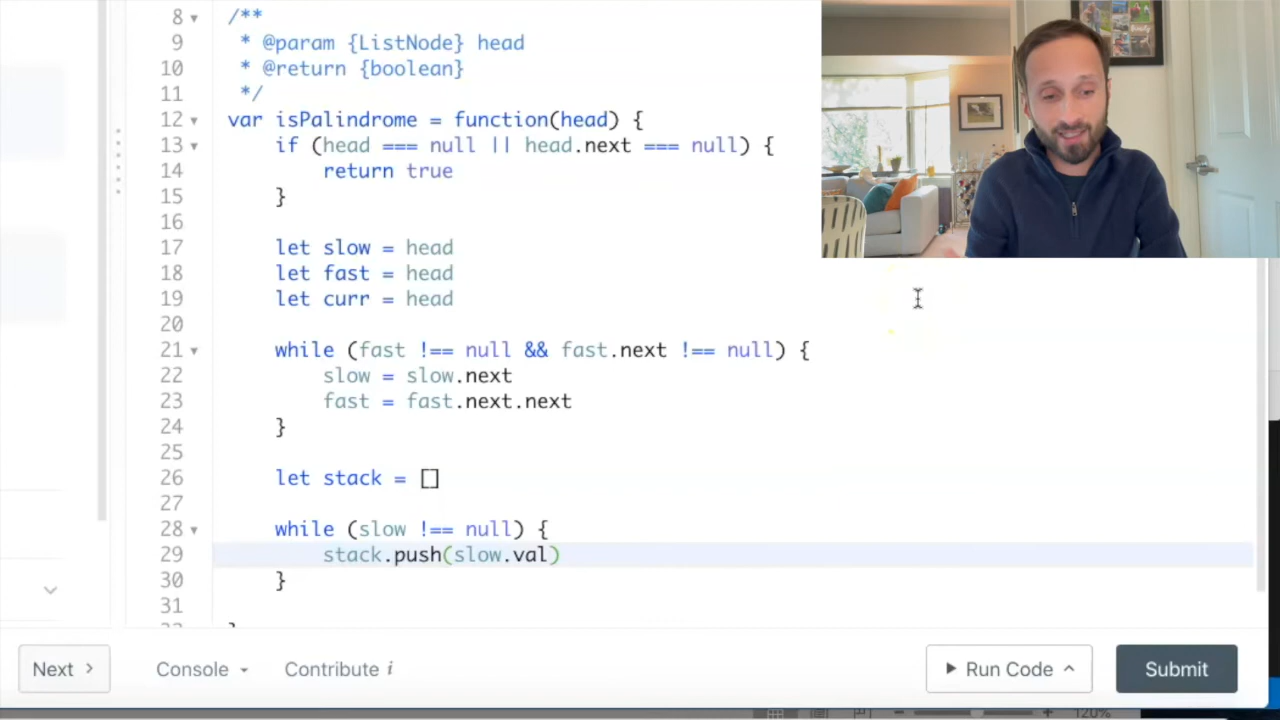 8 /**
9 * @param {ListNode} head
10 * @return {boolean}
11 */
12 var isPalindrome = function(head) {
13 if (head === null || head.next === null) {
14 return true
15 }
16
17 let slow = head
18 let fast = head
19 let curr = head
20
21 while (fast !== null && fast.next !== null) {
22 slow = slow.next
23 fast = fast.next.next
24 }
25
26 let stack = []
27
28 while (slow !== null) {
29 stack.push(slow.val)
30 }
31
Next >
Console
Contribute i
Run Code
Submit
120%